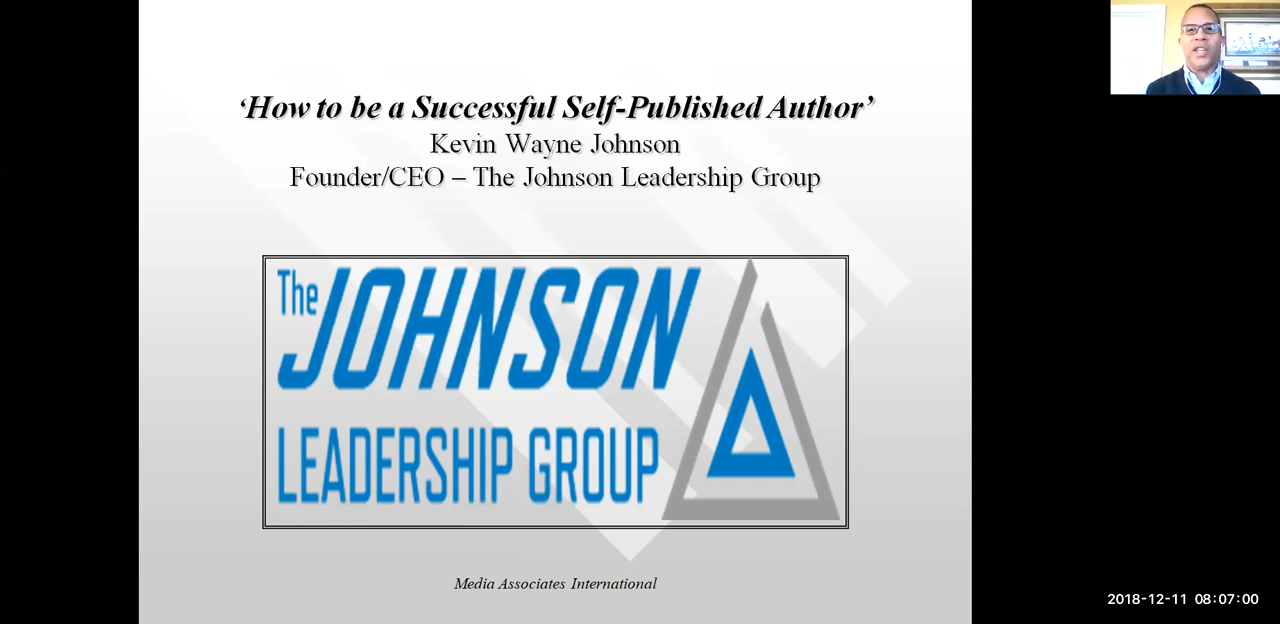 ‘How to be a Successful Self-Published Author’
Kevin Wayne Johnson
Founder/CEO – The Johnson Leadership Group
The JOHNSON
LEADERSHIP GROUP
Media Associates International
2018-12-11 08:07:00